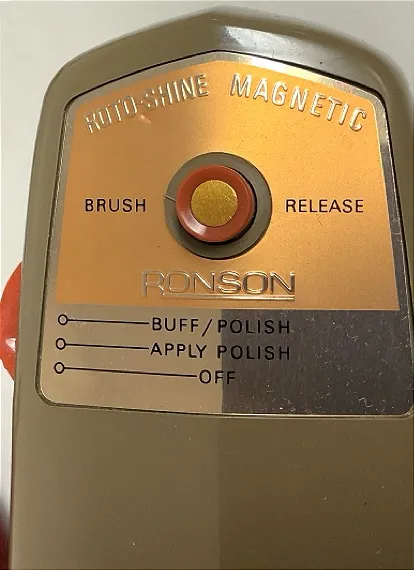 ROTO-SHINE MAGNETIC
BRUSH RELEASE
RONSON
BUFF/POLISH
APPLY POLISH
OFF